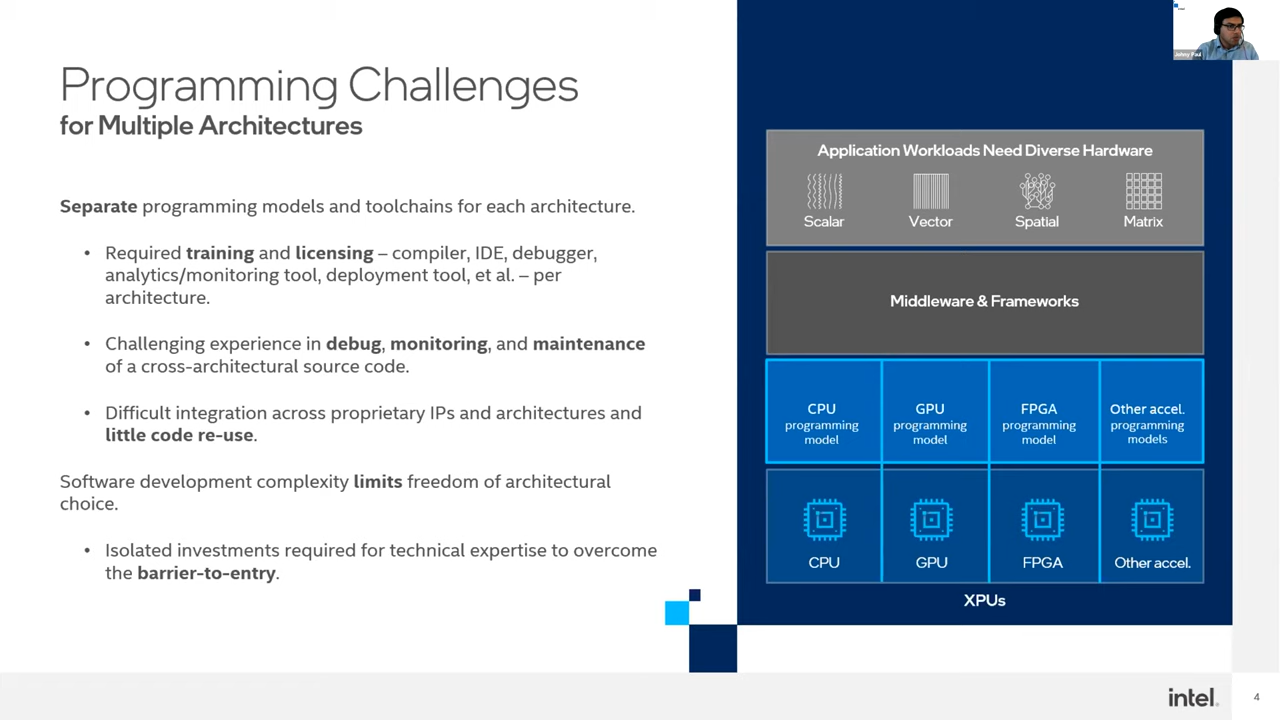 Programming Challenges
for Multiple Architectures
Separate programming models and toolchains for each architecture.
• Required training and licensing – compiler, IDE, debugger,
analytics/monitoring tool, deployment tool, et al. – per
architecture.
• Challenging experience in debug, monitoring, and maintenance
of a cross-architectural source code.
• Difficult integration across proprietary IPs and architectures and
little code re-use.
Software development complexity limits freedom of architectural
choice.
• Isolated investments required for technical expertise to overcome
the barrier-to-entry.
Application Workloads Need Diverse Hardware
Scalar
Vector
Spatial
Matrix
Middleware & Frameworks
CPU
programming
model
GPU
programming
model
FPGA
programming
model
Other accel.
programming
models
CPU
GPU
FPGA
Other accel.
XPUs
intel
Johny Paul
intel.
4